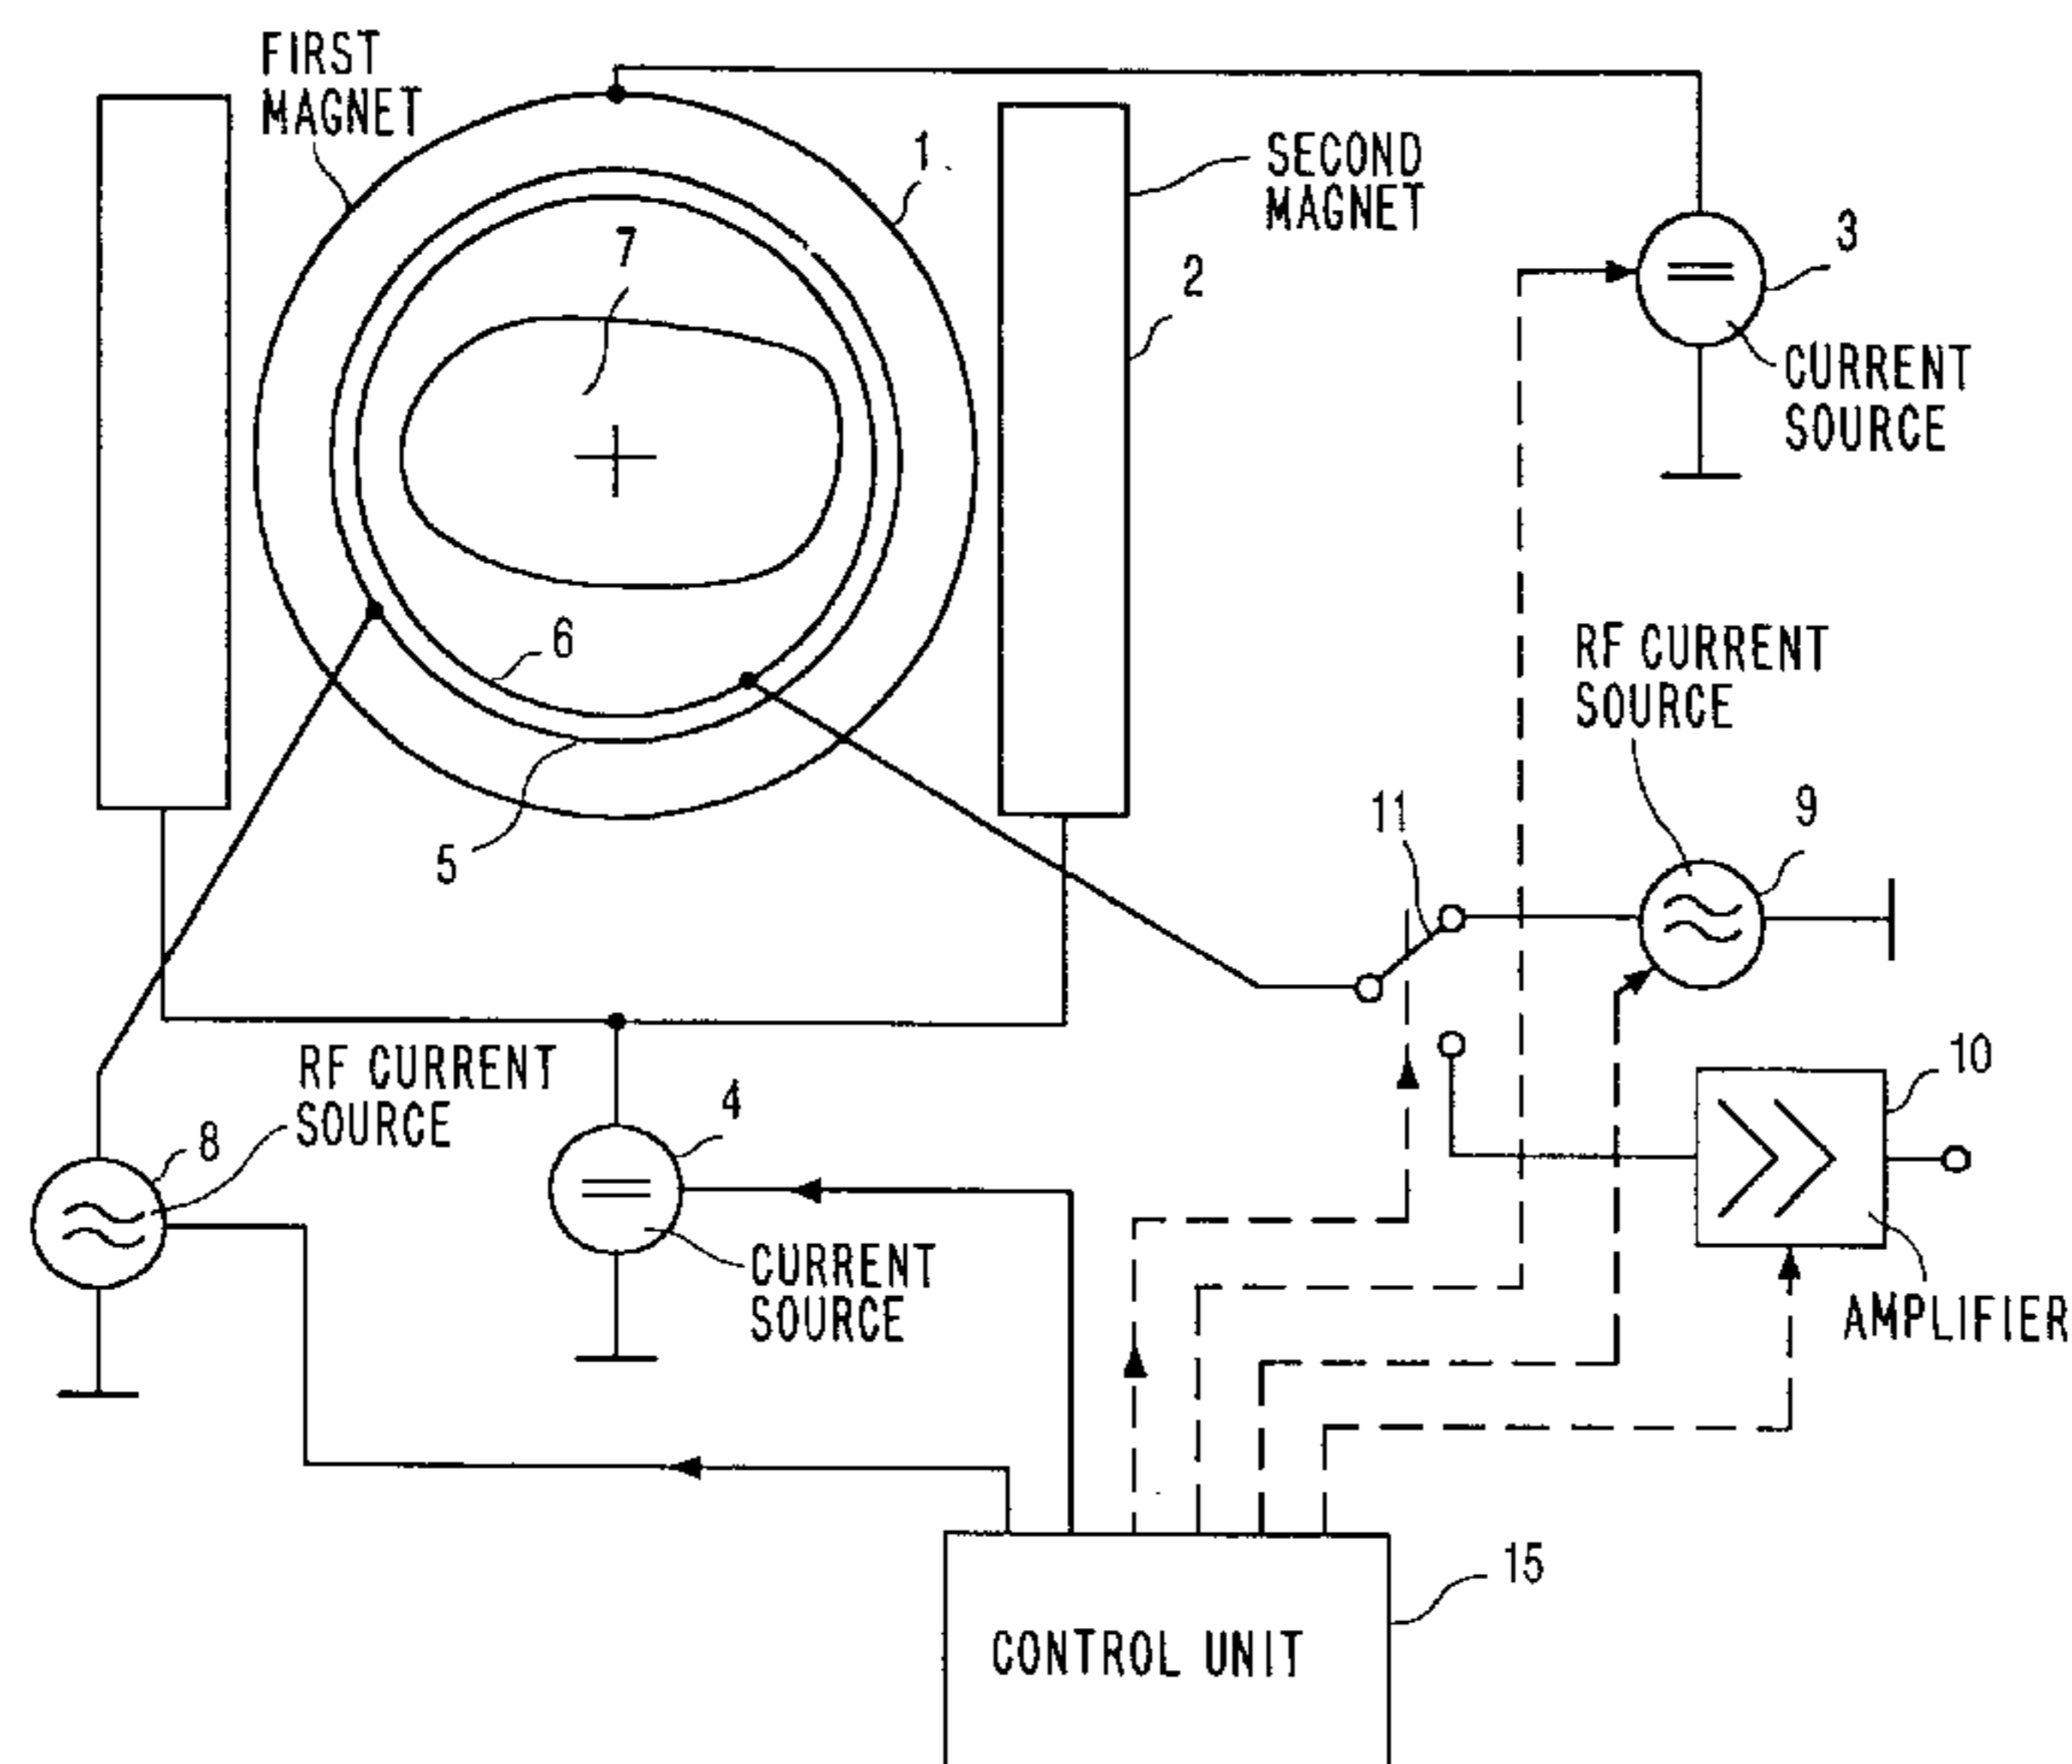 FIRST
MAGNET
1
SECOND
MAGNET
2
3
CURRENT
SOURCE
7
6
5
RF CURRENT
SOURCE
9
11
10
AMPLIFIER
RF CURRENT
SOURCE
8
4
CURRENT
SOURCE
15
CONTROL UNIT